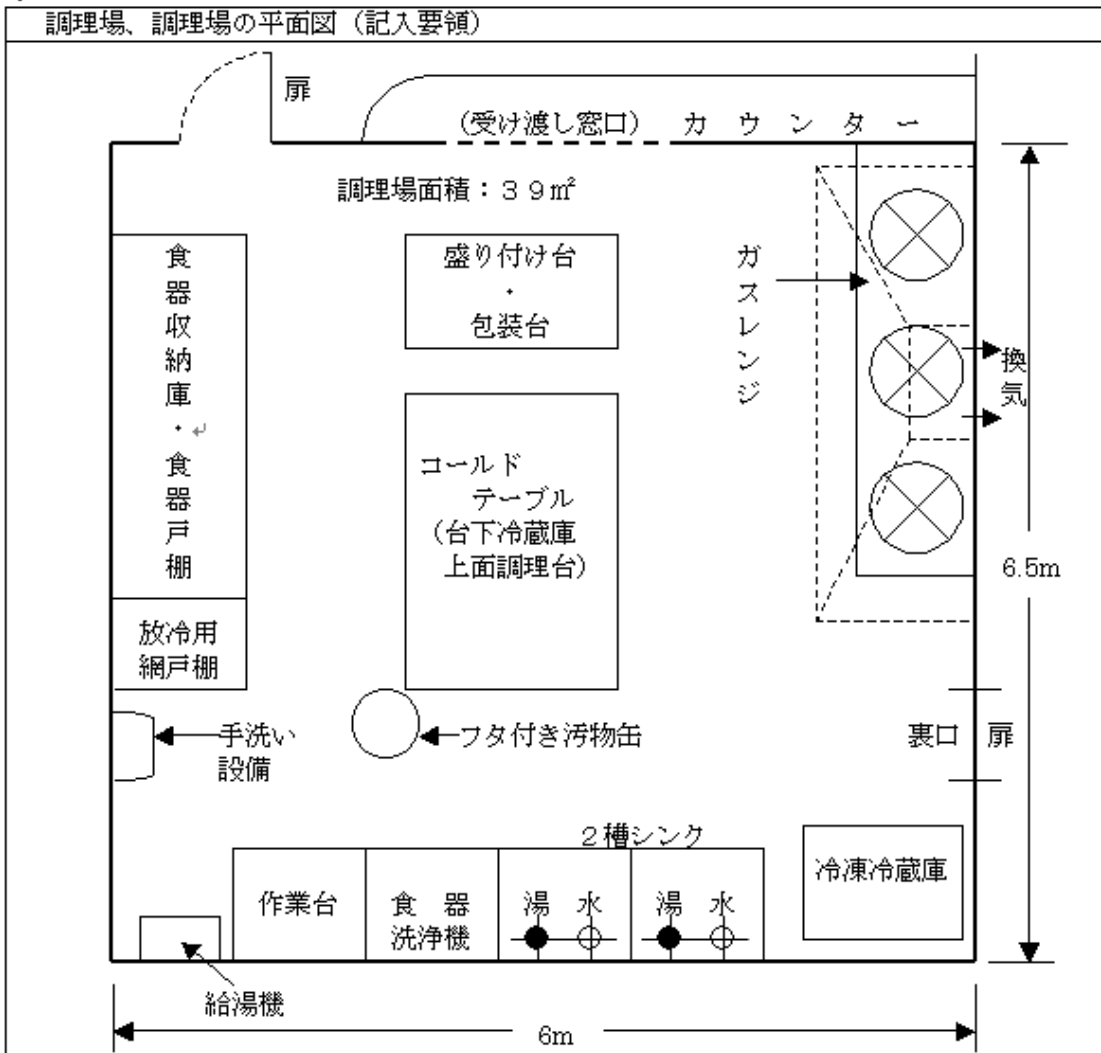 調理場、調理場の平面図（記入要領）
扉
(受け渡し窓口) カウンター
調理場面積：３９㎡
食器収納庫・↵食器戸棚
盛り付け台
・
包装台
ガスレンジ
換気
コールド
テーブル
(台下冷蔵庫
上面調理台)
6.5m
放冷用
網戸棚
手洗い
設備
フタ付き汚物缶
裏口
扉
２槽シンク
冷凍冷蔵庫
作業台
食器
洗浄機
湯 水
湯 水
給湯機
6m